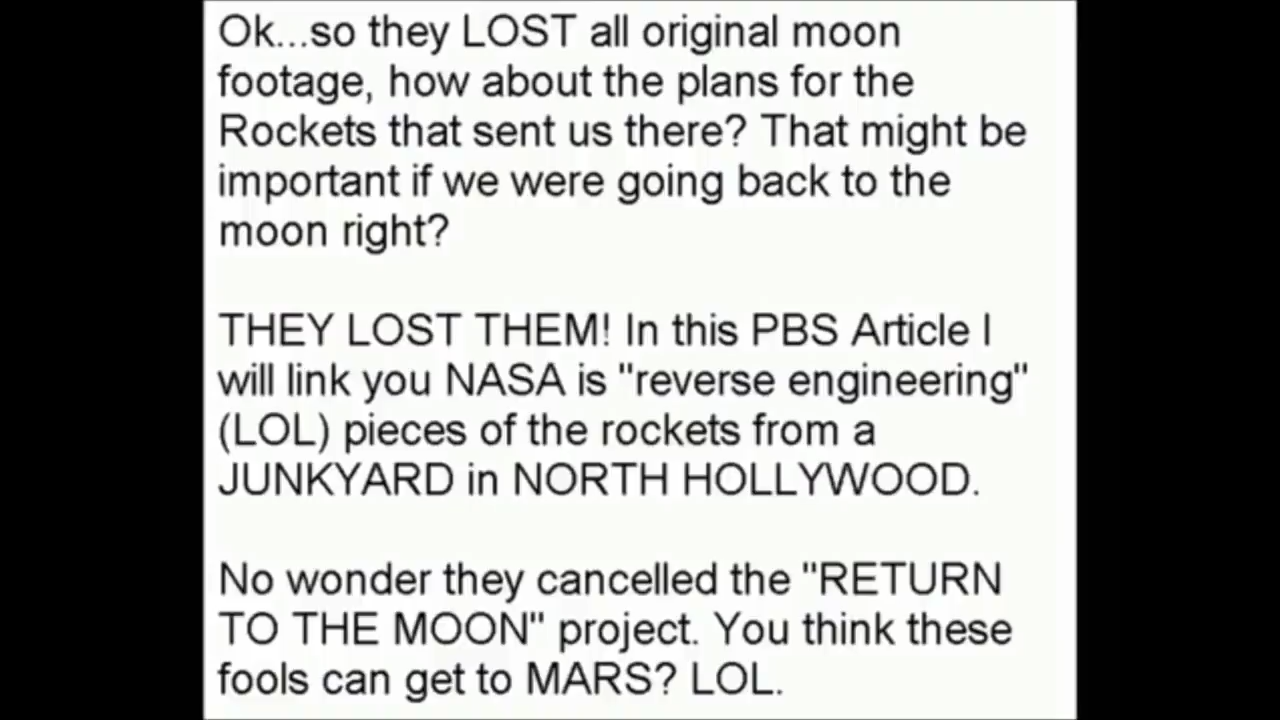 Ok...so they LOST all original moon
footage, how about the plans for the
Rockets that sent us there? That might be
important if we were going back to the
moon right?
THEY LOST THEM! In this PBS Article I
will link you NASA is "reverse engineering"
(LOL) pieces of the rockets from a
JUNKYARD in NORTH HOLLYWOOD.
No wonder they cancelled the "RETURN
TO THE MOON" project. You think these
fools can get to MARS? LOL.